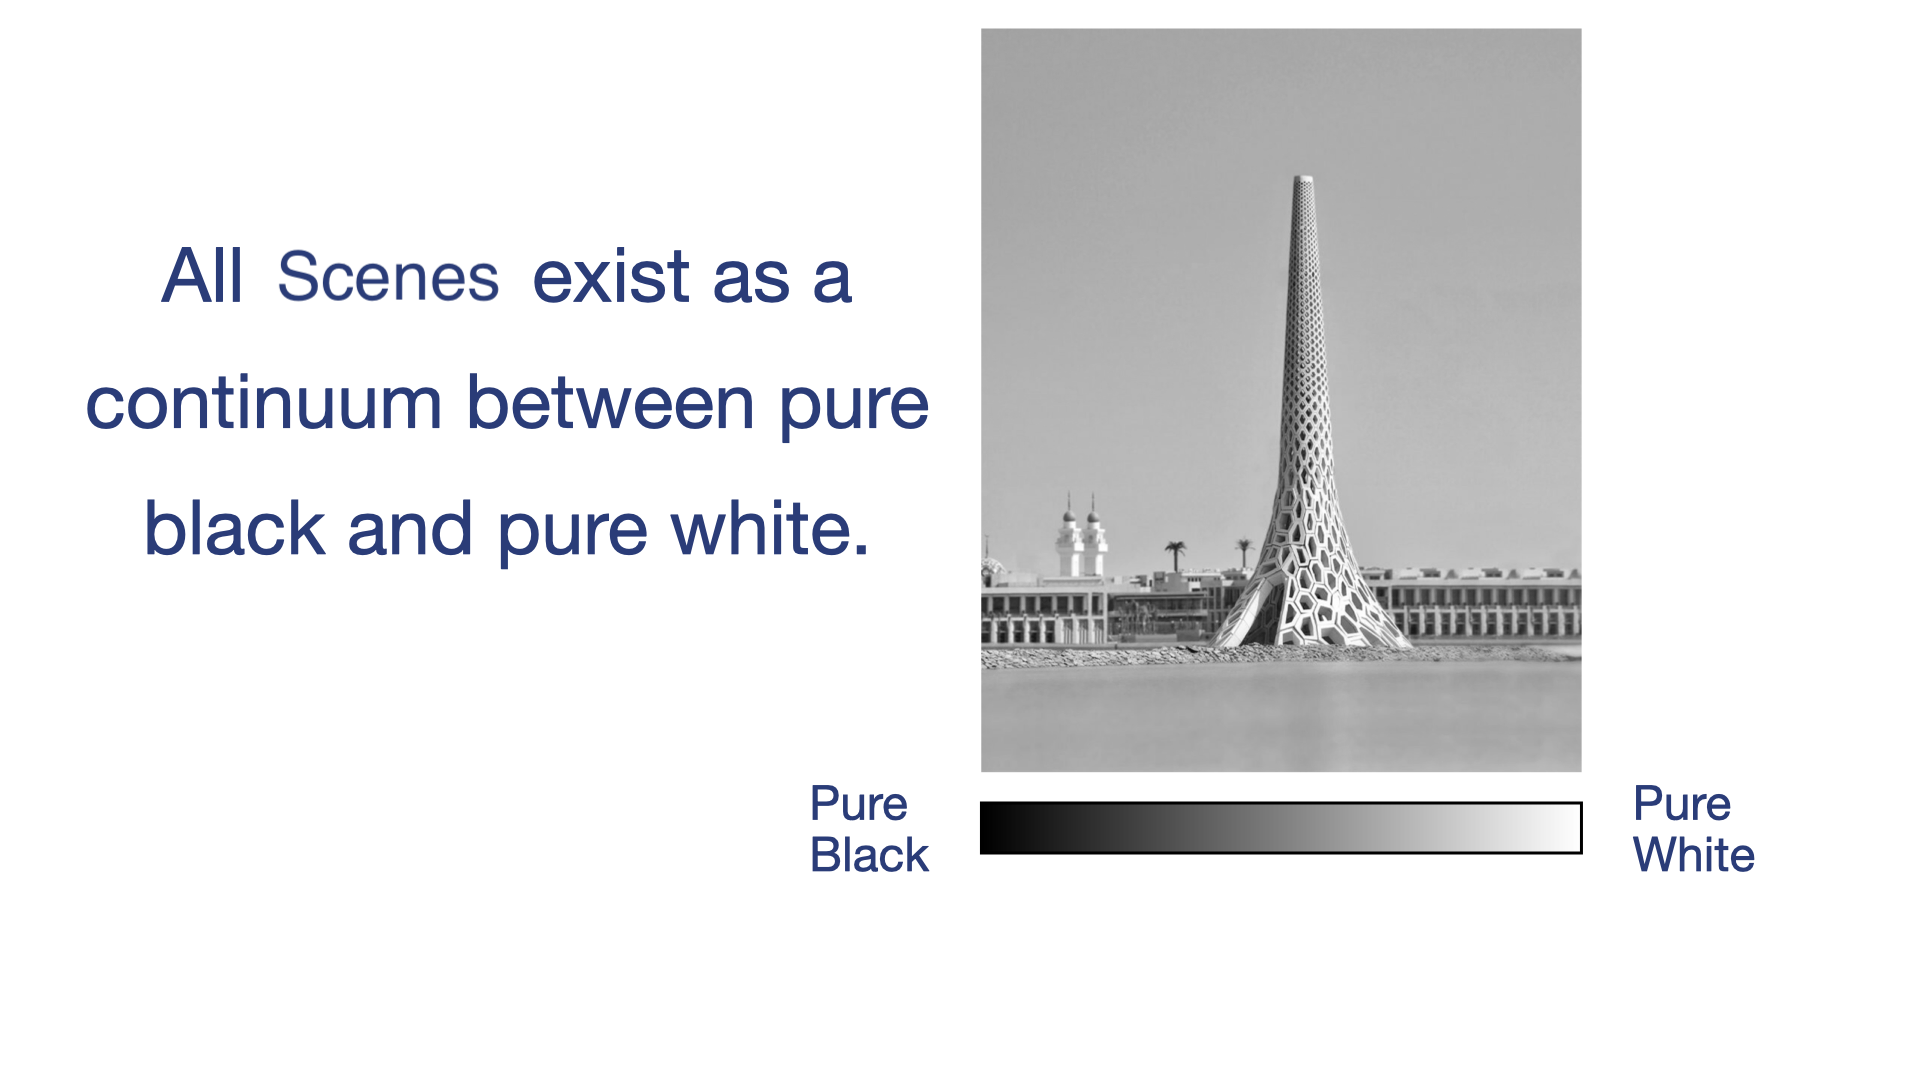 All Scenes exist as a
continuum between pure
black and pure white.
Pure
Black
Pure
White